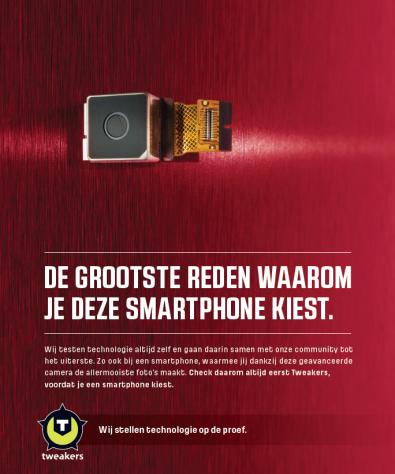 DE GROOTSTE REDEN WAAROM
JE DEZE SMARTPHONE KIEST.
Wij testen technologie altijd zelf en gaan daarin samen met onze community tot
het uiterste. Zo ook bij een smartphone, waarmee jij dankzij deze geavanceerde
camera de allermooiste foto's maakt. Check daarom altijd eerst Tweakers,
voordat je een smartphone kiest.
T
Wij stellen technologie op de proef.
tweakers